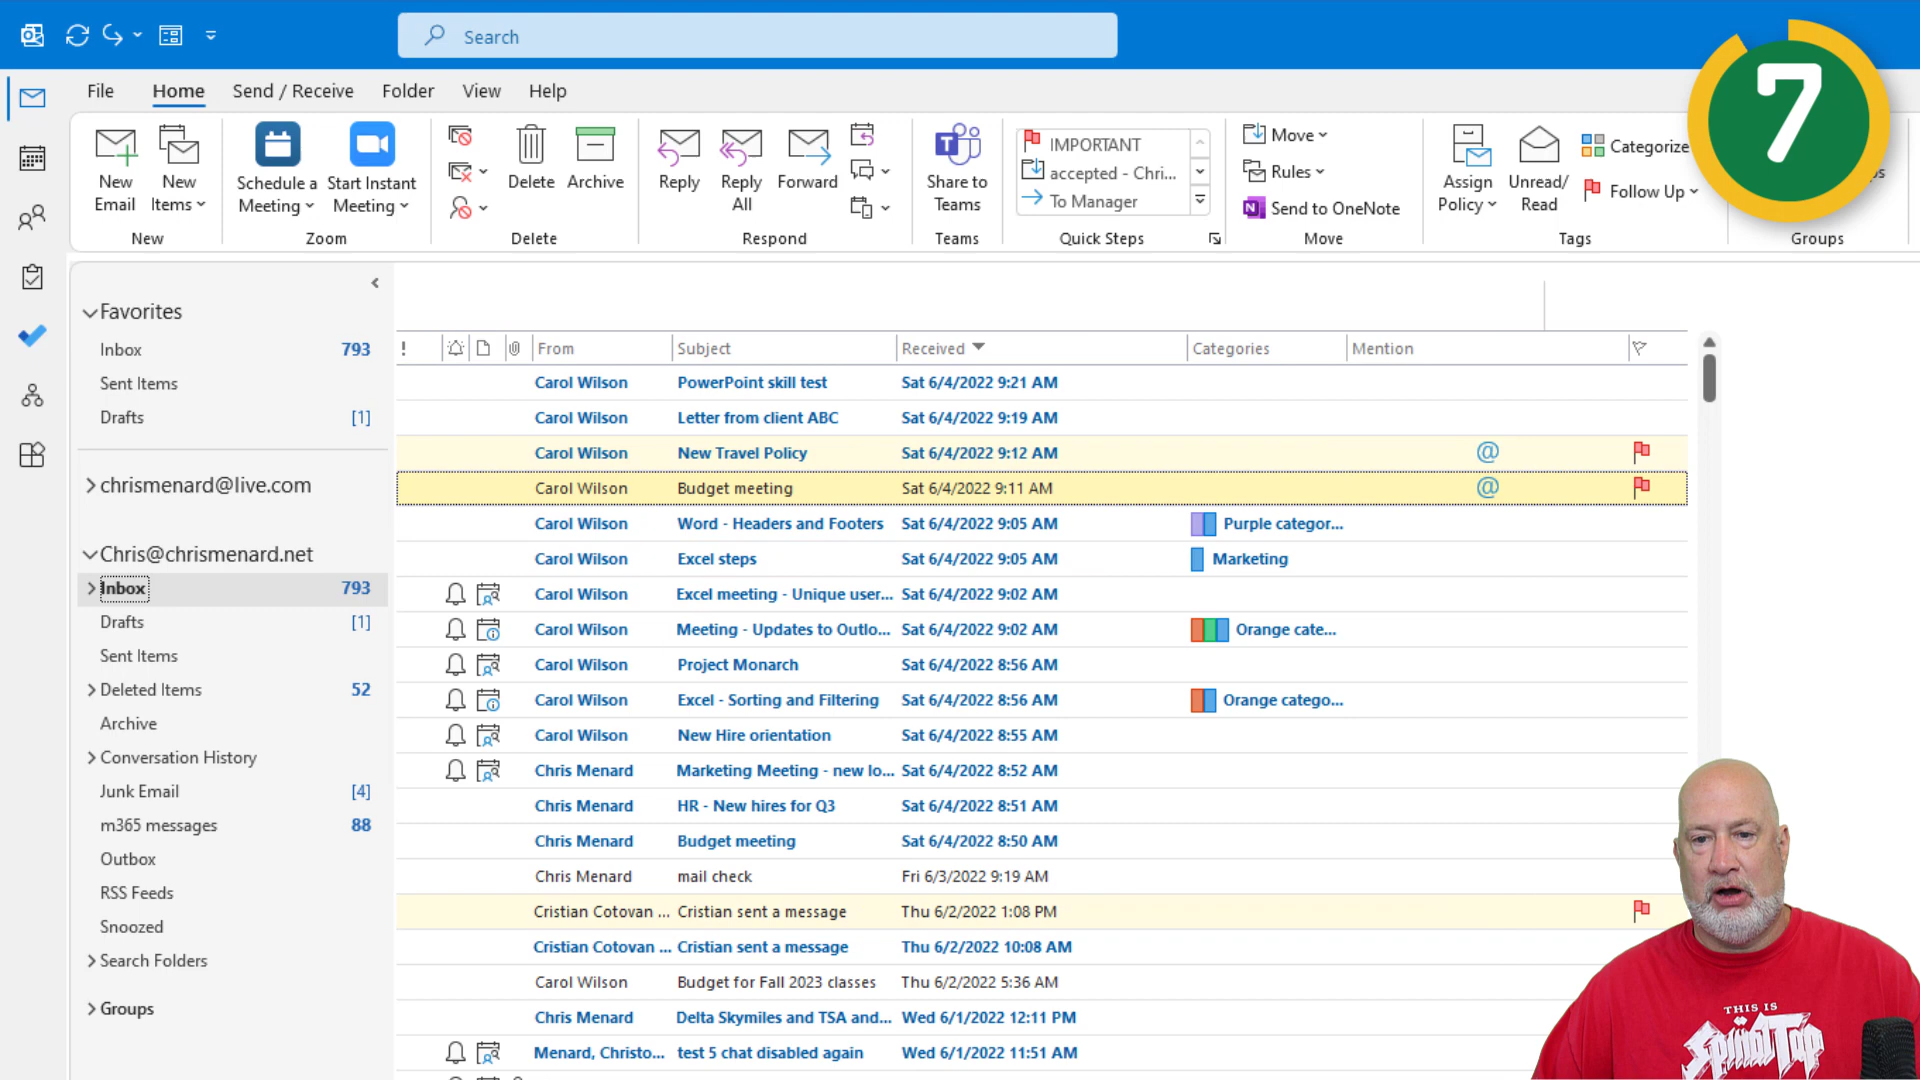 Search
7
File Home Send / Receive Folder View Help
New Email
New Items
New
Schedule a Meeting
Start Instant Meeting
Zoom
Delete
Archive
Delete
Reply
Reply All
Forward
Respond
Share to Teams
Teams
IMPORTANT
accepted - Chri...
To Manager
Quick Steps
Move
Rules
Send to OneNote
Move
Assign Policy
Unread/ Read
Categorize
Follow Up
Tags
Groups
Favorites
Inbox 793
Sent Items
Drafts [1]
chrismenard@live.com
Chris@chrismenard.net
Inbox 793
Drafts [1]
Sent Items
Deleted Items 52
Archive
Conversation History
Junk Email [4]
m365 messages 88
Outbox
RSS Feeds
Snoozed
Search Folders
Groups
! From Subject Received Categories Mention
Carol Wilson PowerPoint skill test Sat 6/4/2022 9:21 AM
Carol Wilson Letter from client ABC Sat 6/4/2022 9:19 AM
Carol Wilson New Travel Policy Sat 6/4/2022 9:12 AM @
Carol Wilson Budget meeting Sat 6/4/2022 9:11 AM @
Carol Wilson Word - Headers and Footers Sat 6/4/2022 9:05 AM Purple categor...
Carol Wilson Excel steps Sat 6/4/2022 9:05 AM Marketing
Carol Wilson Excel meeting - Unique user... Sat 6/4/2022 9:02 AM
Carol Wilson Meeting - Updates to Outlo... Sat 6/4/2022 9:02 AM Orange cate...
Carol Wilson Project Monarch Sat 6/4/2022 8:56 AM
Carol Wilson Excel - Sorting and Filtering Sat 6/4/2022 8:56 AM Orange catego...
Carol Wilson New Hire orientation Sat 6/4/2022 8:55 AM
Chris Menard Marketing Meeting - new lo... Sat 6/4/2022 8:52 AM
Chris Menard HR - New hires for Q3 Sat 6/4/2022 8:51 AM
Chris Menard Budget meeting Sat 6/4/2022 8:50 AM
Chris Menard mail check Fri 6/3/2022 9:19 AM
Cristian Cotovan ... Cristian sent a message Thu 6/2/2022 1:08 PM
Cristian Cotovan ... Cristian sent a message Thu 6/2/2022 10:08 AM
Carol Wilson Budget for Fall 2023 classes Thu 6/2/2022 5:36 AM
Chris Menard Delta Skymiles and TSA and... Wed 6/1/2022 12:11 PM
Menard, Christo... test 5 chat disabled again Wed 6/1/2022 11:51 AM
THIS IS
Spın̈al Tap